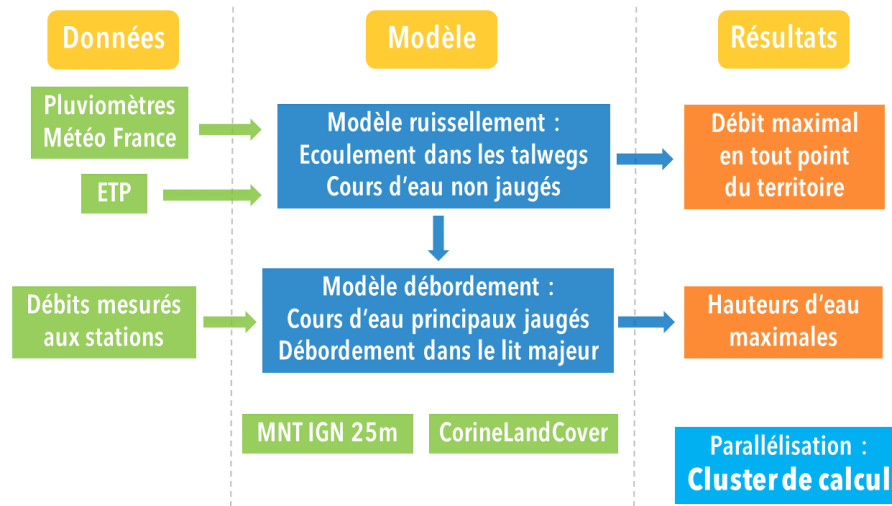 Données
Modèle
Résultats
Pluviomètres
Météo France
ETP
Modèle ruissellement :
Ecoulement dans les talwegs
Cours d'eau non jaugés
Débit maximal
en tout point
du territoire
Débits mesurés
aux stations
Modèle débordement :
Cours d'eau principaux jaugés
Débordement dans le lit majeur
Hauteurs d'eau
maximales
MNT IGN 25m
CorineLandCover
Parallélisation :
Cluster de calcul